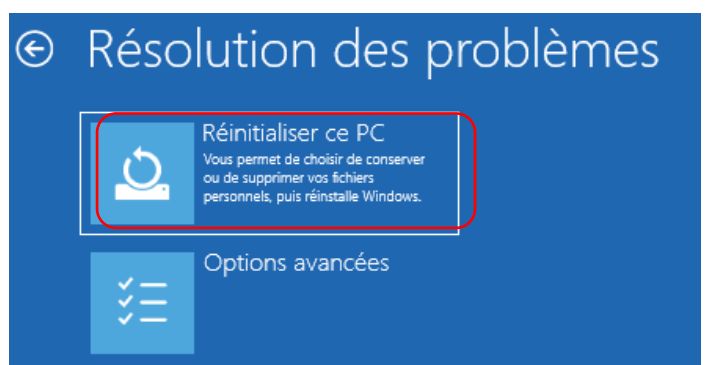 Résolution des problèmes
Réinitialiser ce PC
Vous permet de choisir de conserver
ou de supprimer vos fichiers
personnels, puis réinstalle Windows.
Options avancées